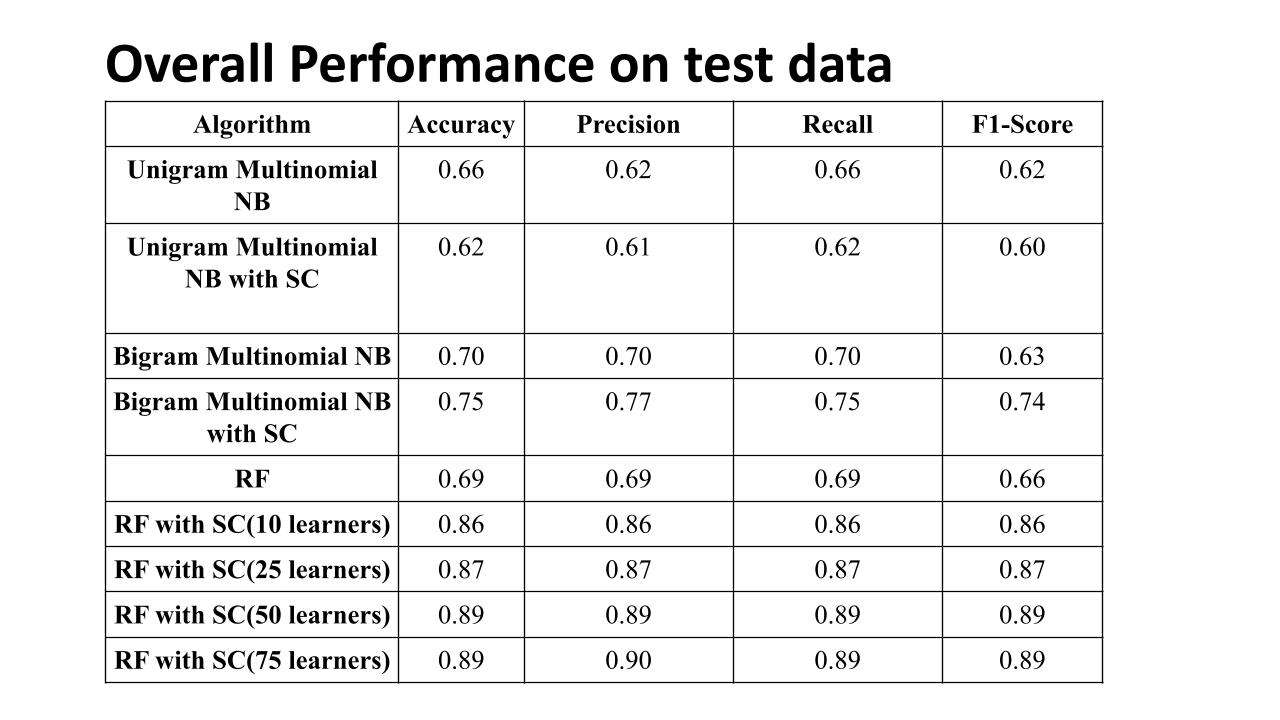 Overall Performance on test data
Algorithm Accuracy Precision Recall F1-Score
Unigram Multinomial 0.66 0.62 0.66 0.62
NB
Unigram Multinomial 0.62 0.61 0.62 0.60
NB with SC
Bigram Multinomial NB 0.70 0.70 0.70 0.63
Bigram Multinomial NB 0.75 0.77 0.75 0.74
with SC
RF 0.69 0.69 0.69 0.66
RF with SC(10 learners) 0.86 0.86 0.86 0.86
RF with SC(25 learners) 0.87 0.87 0.87 0.87
RF with SC(50 learners) 0.89 0.89 0.89 0.89
RF with SC(75 learners) 0.89 0.90 0.89 0.89